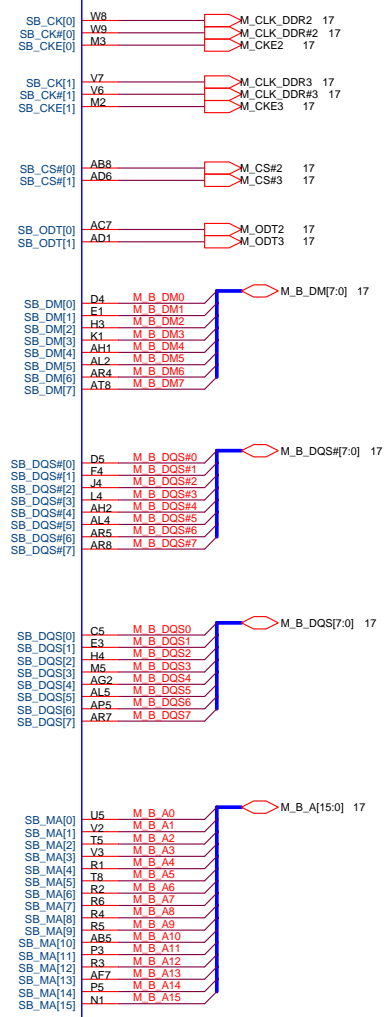 SB_CK[0] W8 M_CLK_DDR2 17
SB_CK#[0] W9 M_CLK_DDR#2 17
SB_CKE[0] M3 M_CKE2 17
SB_CK[1] V7 M_CLK_DDR3 17
SB_CK#[1] V6 M_CLK_DDR#3 17
SB_CKE[1] M2 M_CKE3 17
SB_CS#[0] AB8 M_CS#2 17
SB_CS#[1] AD6 M_CS#3 17
SB_ODT[0] AC7 M_ODT2 17
SB_ODT[1] AD1 M_ODT3 17
M_B_DM[7:0] 17
SB_DM[0] D4 M_B_DM0
SB_DM[1] E1 M_B_DM1
SB_DM[2] H3 M_B_DM2
SB_DM[3] K1 M_B_DM3
SB_DM[4] AH1 M_B_DM4
SB_DM[5] AL2 M_B_DM5
SB_DM[6] AR4 M_B_DM6
SB_DM[7] AT8 M_B_DM7
M_B_DQS#[7:0] 17
SB_DQS#[0] D5 M_B_DQS#0
SB_DQS#[1] F4 M_B_DQS#1
SB_DQS#[2] J4 M_B_DQS#2
SB_DQS#[3] L4 M_B_DQS#3
SB_DQS#[4] AH2 M_B_DQS#4
SB_DQS#[5] AL4 M_B_DQS#5
SB_DQS#[6] AR5 M_B_DQS#6
SB_DQS#[7] AR8 M_B_DQS#7
M_B_DQS[7:0] 17
SB_DQS[0] C5 M_B_DQS0
SB_DQS[1] E3 M_B_DQS1
SB_DQS[2] H4 M_B_DQS2
SB_DQS[3] M5 M_B_DQS3
SB_DQS[4] AG2 M_B_DQS4
SB_DQS[5] AL5 M_B_DQS5
SB_DQS[6] AP5 M_B_DQS6
SB_DQS[7] AR7 M_B_DQS7
M_B_A[15:0] 17
SB_MA[0] U5 M_B_A0
SB_MA[1] V2 M_B_A1
SB_MA[2] T5 M_B_A2
SB_MA[3] V3 M_B_A3
SB_MA[4] R1 M_B_A4
SB_MA[5] T8 M_B_A5
SB_MA[6] R2 M_B_A6
SB_MA[7] R6 M_B_A7
SB_MA[8] R4 M_B_A8
SB_MA[9] R5 M_B_A9
SB_MA[10] AB5 M_B_A10
SB_MA[11] P3 M_B_A11
SB_MA[12] R3 M_B_A12
SB_MA[13] AF7 M_B_A13
SB_MA[14] P5 M_B_A14
SB_MA[15] N1 M_B_A15